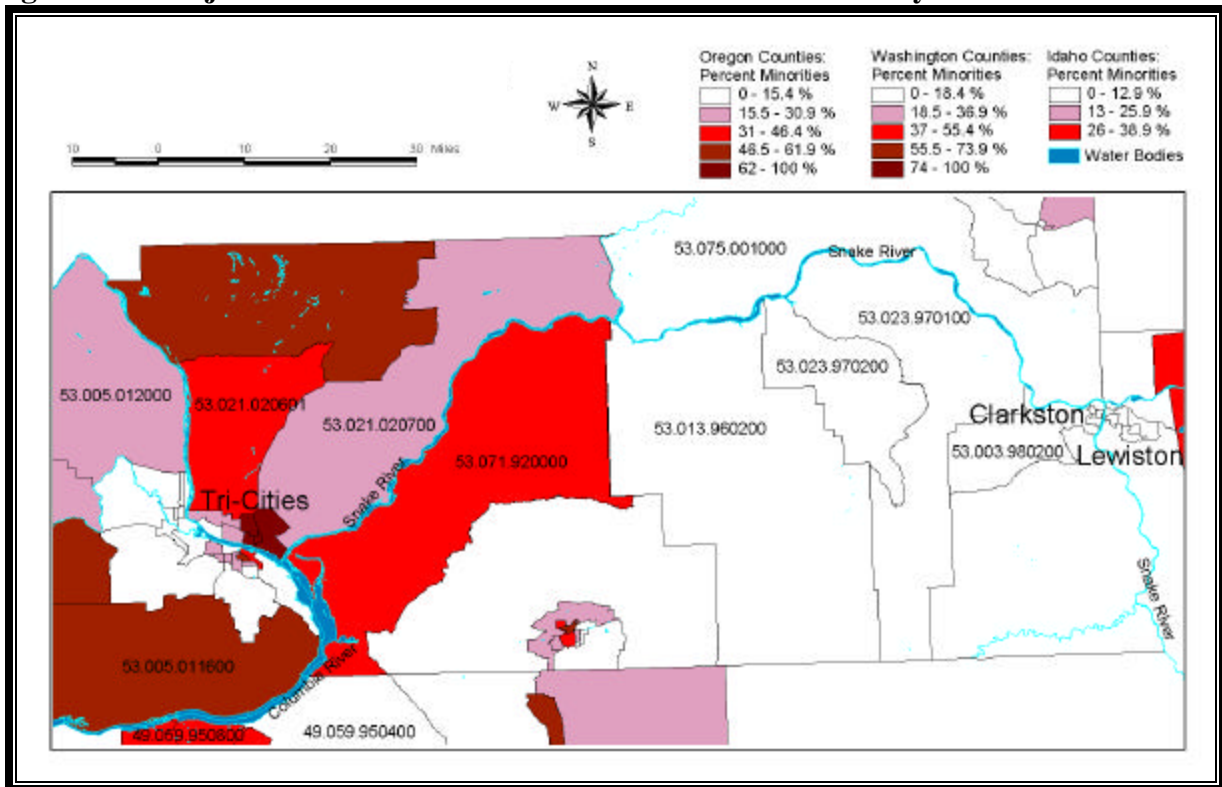 N
W E
S
10 0 10 20 30 Miles
Oregon Counties:
Percent Minorities
0 - 15.4 %
15.5 - 30.9 %
31 - 46.4 %
46.5 - 61.9 %
62 - 100 %
Washington Counties:
Percent Minorities
0 - 18.4 %
18.5 - 36.9 %
37 - 55.4 %
55.5 - 73.9 %
74 - 100 %
Idaho Counties:
Percent Minorities
0 - 12.9 %
13 - 25.9 %
26 - 38.9 %
Water Bodies
53.075.001000
Snake River
53.023.970100
53.023.970200
53.005.012000
53.021.020601
53.021.020700
53.013.960200
Clarkston
53.003.980200
Lewiston
53.071.920000
Tri-Cities
Snake River
Snake River
53.005.011600
Columbia River
49.059.950400